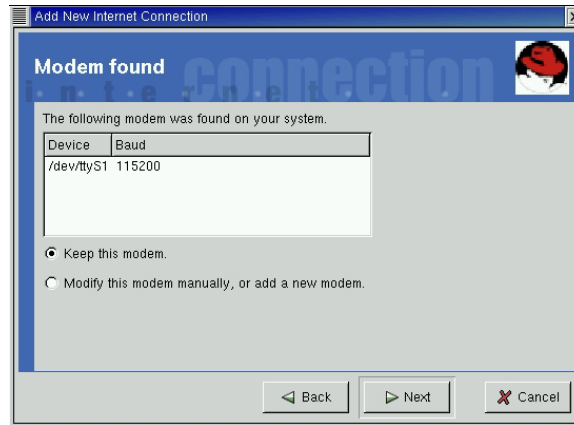 Add New Internet Connection
Modem found
connection
internet
The following modem was found on your system.
Device Baud
/dev/ttyS1 115200
Keep this modem.
Modify this modem manually, or add a new modem.
Back Next Cancel